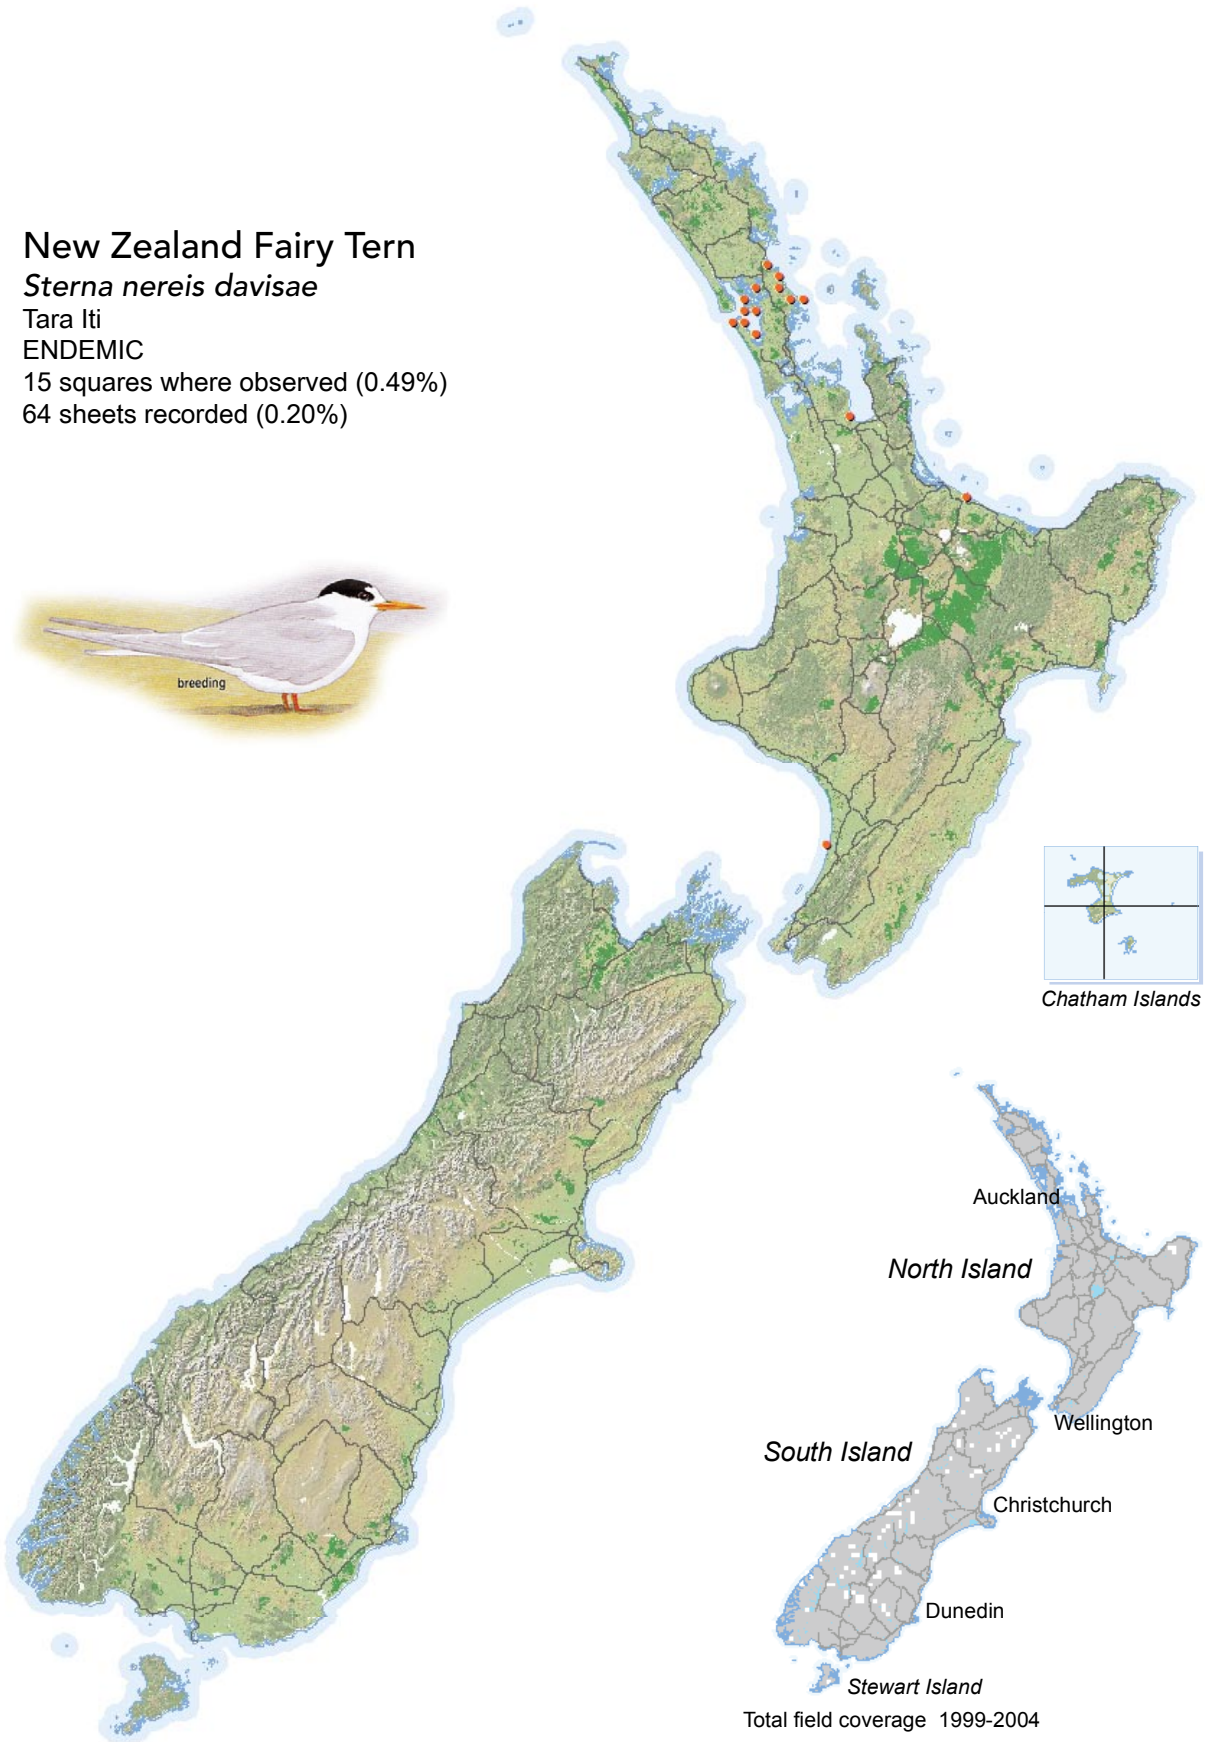 New Zealand Fairy Tern
Sterna nereis davisae
Tara Iti
ENDEMIC
15 squares where observed (0.49%)
64 sheets recorded (0.20%)
breeding
Chatham Islands
Auckland
North Island
Wellington
South Island
Christchurch
Dunedin
Stewart Island
Total field coverage 1999-2004